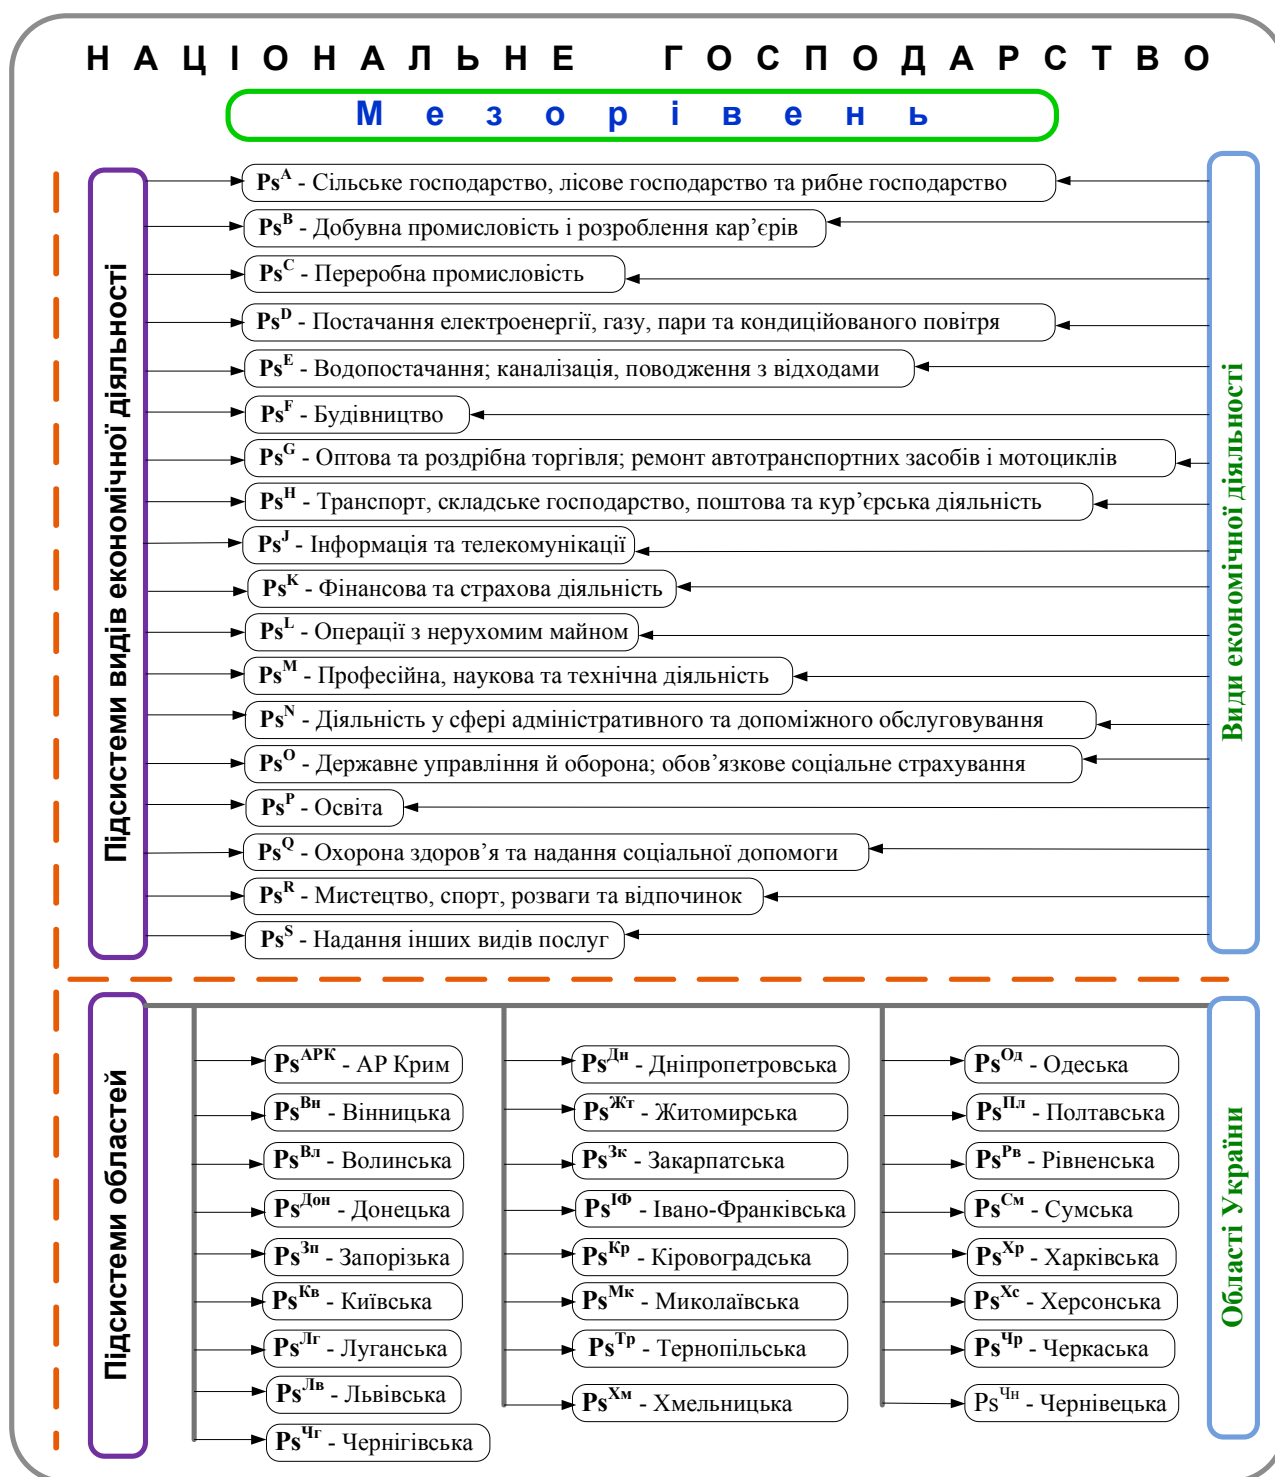 НАЦІОНАЛЬНЕ ГОСПОДАРСТВО
Мезорівень
Підсистеми видів економічної діяльності
Ps^A - Сільське господарство, лісове господарство та рибне господарство
Ps^B - Добувна промисловість і розроблення кар’єрів
Ps^C - Переробна промисловість
Ps^D - Постачання електроенергії, газу, пари та кондиційованого повітря
Ps^E - Водопостачання; каналізація, поводження з відходами
Ps^F - Будівництво
Ps^G - Оптова та роздрібна торгівля; ремонт автотранспортних засобів і мотоциклів
Ps^H - Транспорт, складське господарство, поштова та кур’єрська діяльність
Ps^J - Інформація та телекомунікації
Ps^K - Фінансова та страхова діяльність
Ps^L - Операції з нерухомим майном
Ps^M - Професійна, наукова та технічна діяльність
Ps^N - Діяльність у сфері адміністративного та допоміжного обслуговування
Ps^O - Державне управління й оборона; обов’язкове соціальне страхування
Ps^P - Освіта
Ps^Q - Охорона здоров’я та надання соціальної допомоги
Ps^R - Мистецтво, спорт, розваги та відпочинок
Ps^S - Надання інших видів послуг
Види економічної діяльності
Підсистеми областей
Ps^АРК - АР Крим
Ps^Вн - Вінницька
Ps^Вл - Волинська
Ps^Дон - Донецька
Ps^Зп - Запорізька
Ps^Кв - Київська
Ps^Лг - Луганська
Ps^Лв - Львівська
Ps^Чг - Чернігівська
Ps^Дн - Дніпропетровська
Ps^Жт - Житомирська
Ps^Зк - Закарпатська
Ps^ІФ - Івано-Франківська
Ps^Кр - Кіровоградська
Ps^Мк - Миколаївська
Ps^Тр - Тернопільська
Ps^Хм - Хмельницька
Ps^Од - Одеська
Ps^Пл - Полтавська
Ps^Рв - Рівненська
Ps^См - Сумська
Ps^Хр - Харківська
Ps^Хс - Херсонська
Ps^Чр - Черкаська
Ps^Чн - Чернівецька
Області України